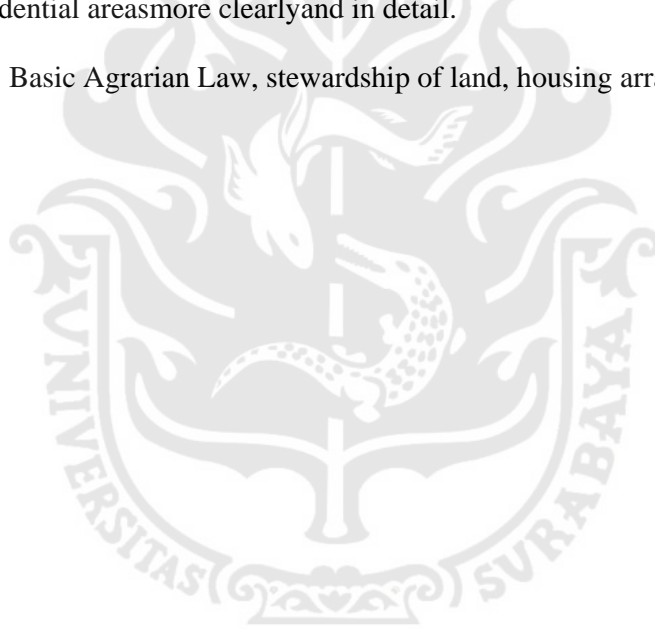 dential areasmore clearlyand in detail.
Basic Agrarian Law, stewardship of land, housing arra
UNIVERSITAS SURABAYA